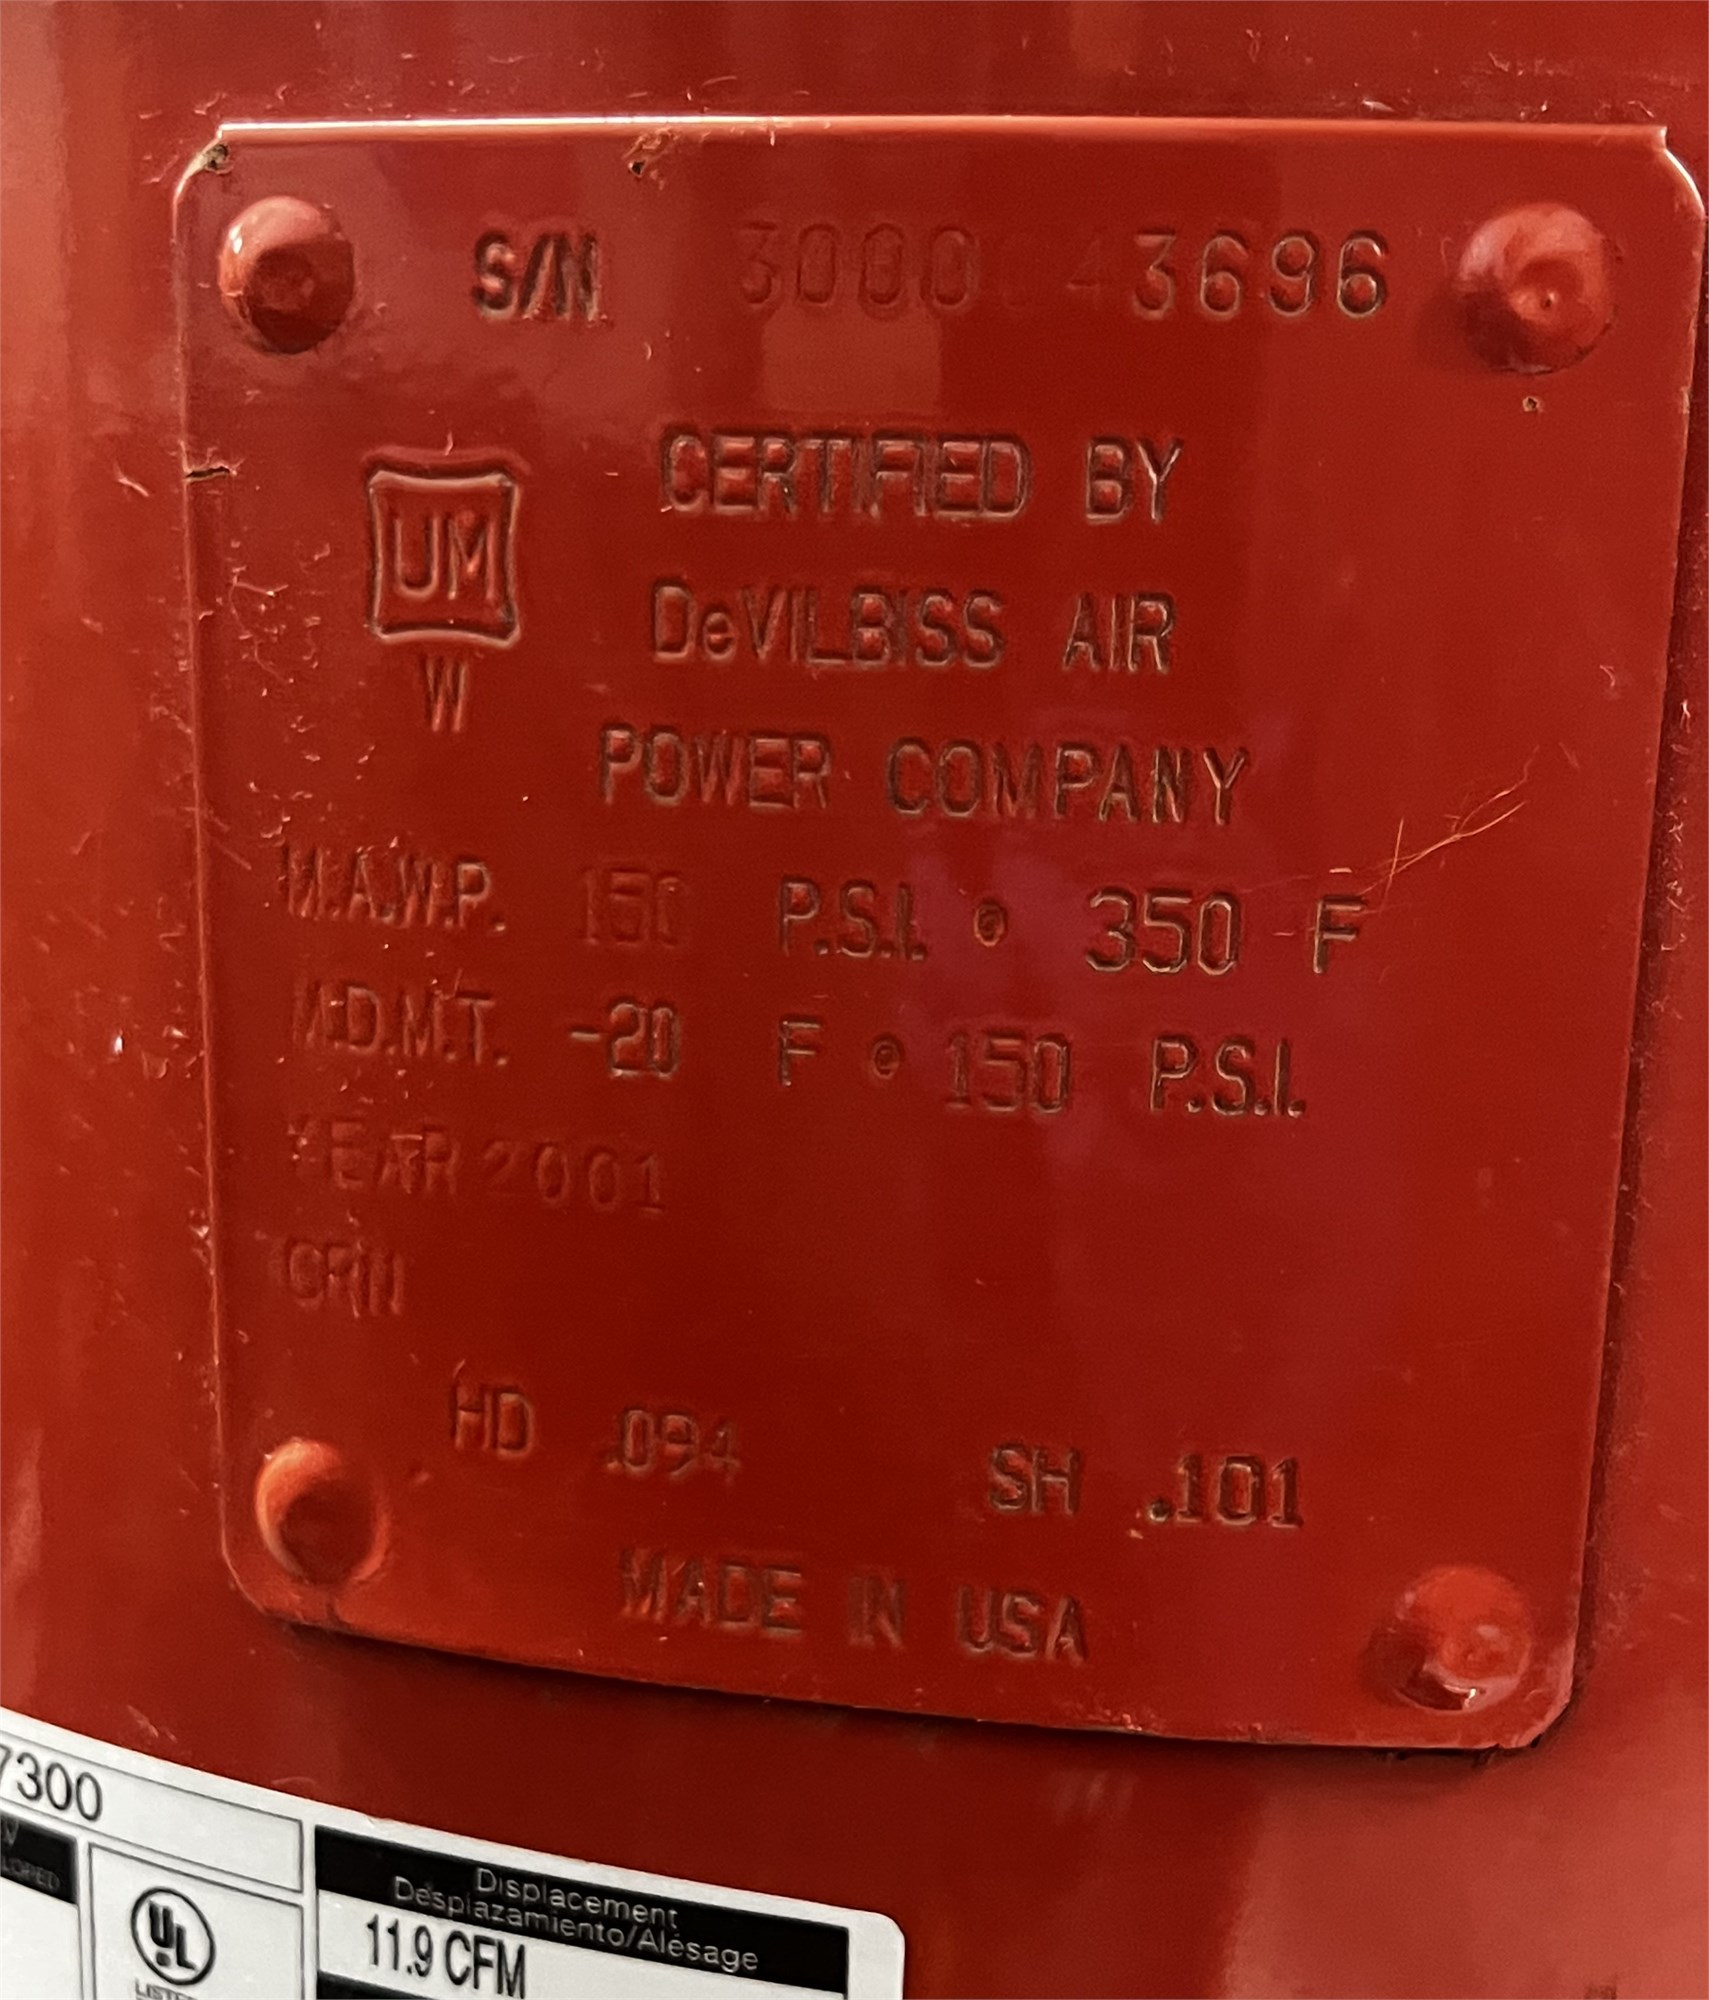 S/N 3000 43696
UM
W
CERTIFIED BY
DeVILBISS AIR
POWER COMPANY
M.A.W.P. 150 P.S.I. @ 350 F
M.D.M.T. -20 F @ 150 P.S.I.
YEAR 2001
CRN
HD .094 SH .101
MADE IN USA
7300
UL
Displacement
Desplazamiento/Alésage
11.9 CFM